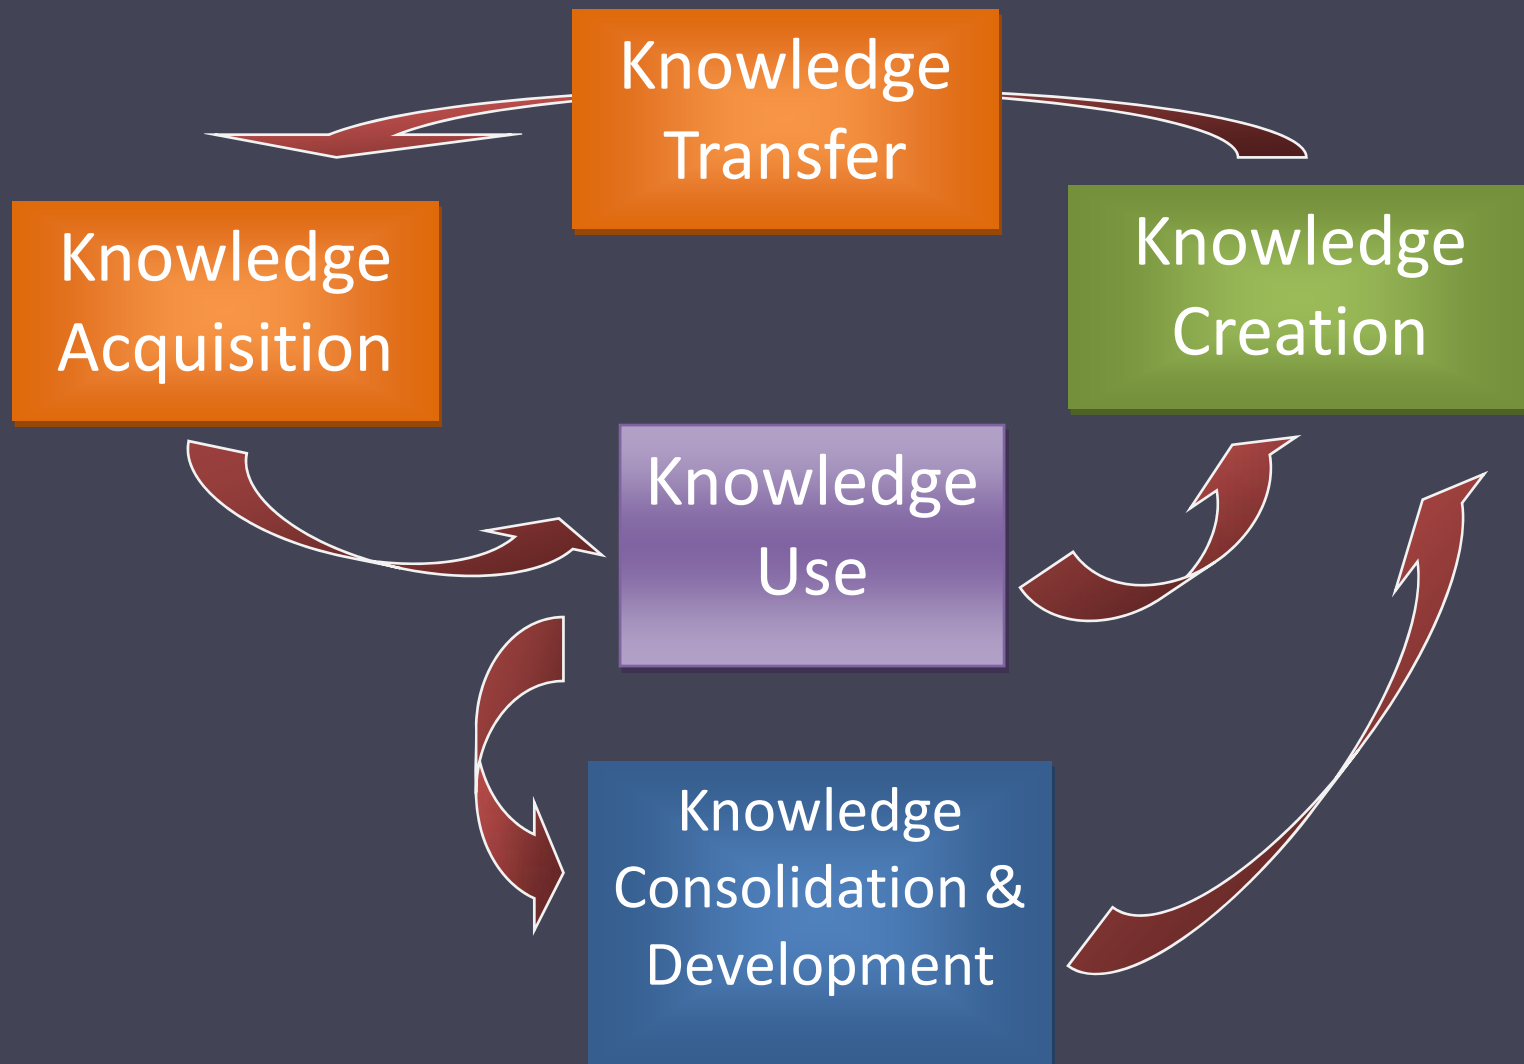 Knowledge
Transfer
Knowledge
Acquisition
Knowledge
Creation
Knowledge
Use
Knowledge
Consolidation &
Development